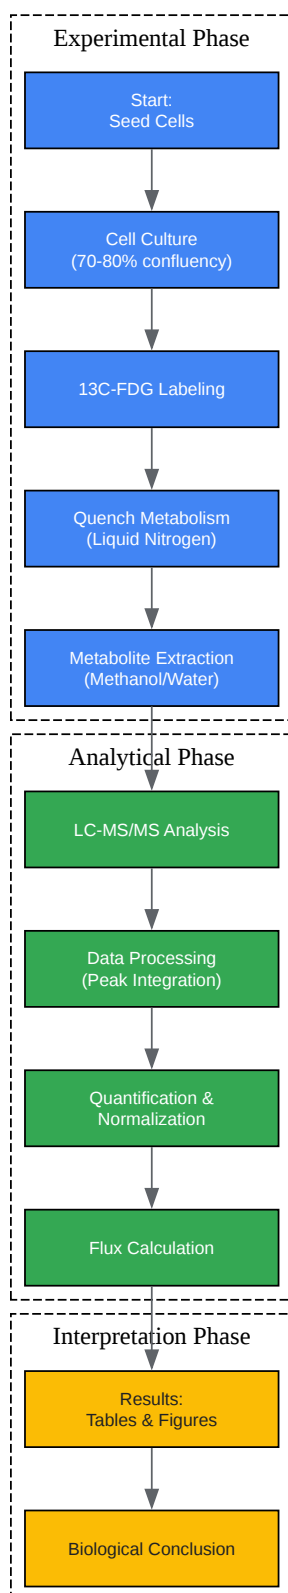 Experimental Phase
Start:
Seed Cells
Cell Culture
(70-80% confluency)
13C-FDG Labeling
Quench Metabolism
(Liquid Nitrogen)
Metabolite Extraction
(Methanol/Water)
Analytical Phase
LC-MS/MS Analysis
Data Processing
(Peak Integration)
Quantification &
Normalization
Flux Calculation
Interpretation Phase
Results:
Tables & Figures
Biological Conclusion